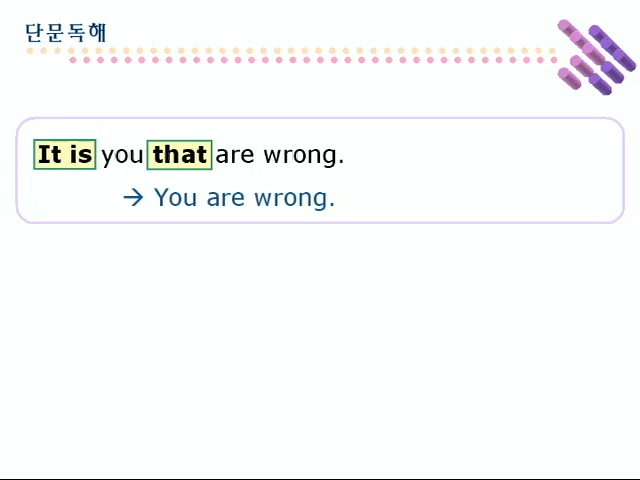 단문독해
It is you that are wrong.
→ You are wrong.